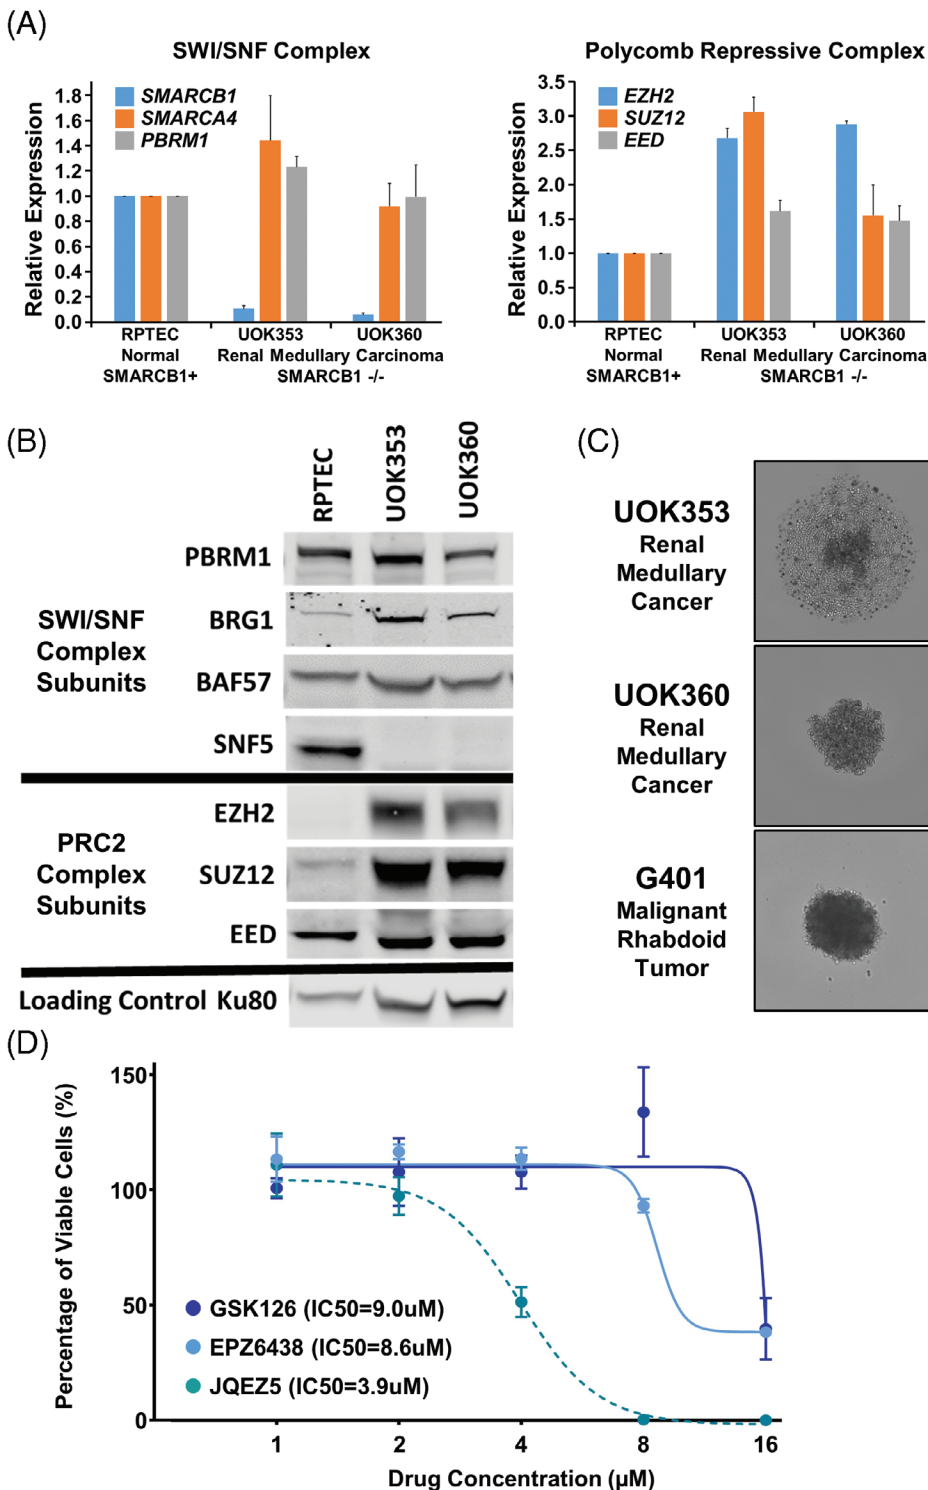 (A)
SWI/SNF Complex
Relative Expression
1.8
1.6
1.4
1.2
1.0
0.8
0.6
0.4
0.2
0.0
SMARCB1
SMARCA4
PBRM1
RPTEC
Normal
SMARCB1+
UOK353
UOK360
Renal Medullary Carcinoma
SMARCB1 -/-
Polycomb Repressive Complex
Relative Expression
3.5
3.0
2.5
2.0
1.5
1.0
0.5
0.0
EZH2
SUZ12
EED
RPTEC
Normal
SMARCB1+
UOK353
UOK360
Renal Medullary Carcinoma
SMARCB1 -/-
(B)
RPTEC
UOK353
UOK360
SWI/SNF
Complex
Subunits
PBRM1
BRG1
BAF57
SNF5
PRC2
Complex
Subunits
EZH2
SUZ12
EED
Loading Control Ku80
(C)
UOK353
Renal
Medullary
Cancer
UOK360
Renal
Medullary
Cancer
G401
Malignant
Rhabdoid
Tumor
(D)
Percentage of Viable Cells (%)
150
100
50
0
GSK126 (IC50=9.0uM)
EPZ6438 (IC50=8.6uM)
JQEZ5 (IC50=3.9uM)
1
2
4
8
16
Drug Concentration (μM)